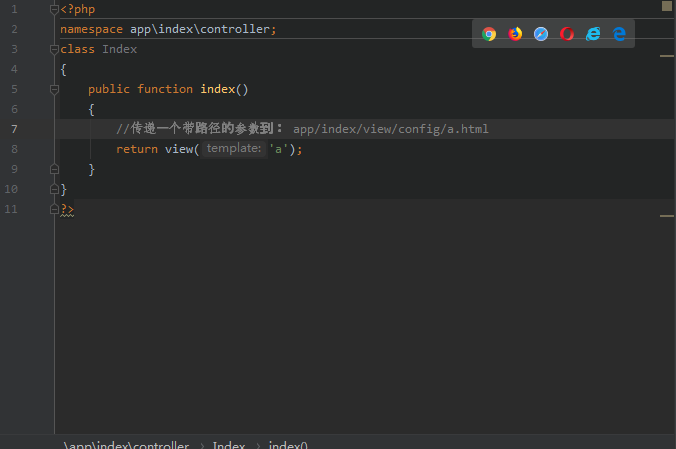 1 <?php
2 namespace app\index\controller;
3 class Index
4 {
5 public function index()
6 {
7 //传递一个带路径的参数到: app/index/view/config/a.html
8 return view( template: 'a');
9 }
10 }
11 ?>
\app\index\controller > Index > index()